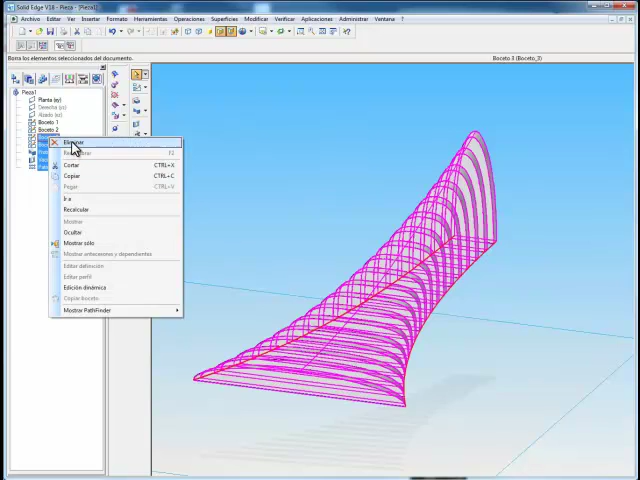 Solid Edge V18 - Pieza - [Pieza1]
Archivo Editar Ver Insertar Formato Herramientas Operaciones Superficies Modificar Verificar Aplicaciones Administrar Ventana ?
Borra los elementos seleccionados del documento.
Boceto 3 (Boceto_3)
Pieza1
Planta (xy)
Derecha (yz)
Alzado (xz)
Boceto 1
Boceto 2
Eliminar
F2
Cortar CTRL+X
Copiar CTRL+C
Pegar CTRL+V
Ir a
Recalcular
Mostrar
Ocultar
Mostrar sólo
Mostrar antecesores y dependientes
Editar definición
Editar perfil
Edición dinámica
Copiar boceto
Mostrar PathFinder